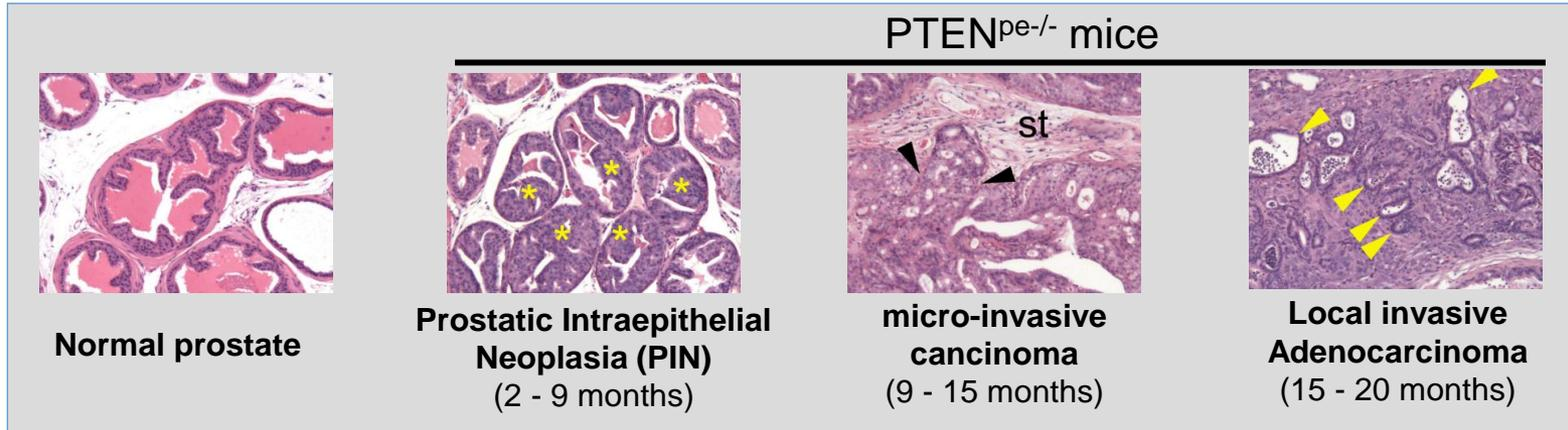 PTENpe-/- mice
st
Normal prostate
Prostatic Intraepithelial
Neoplasia (PIN)
(2 - 9 months)
micro-invasive
cancinoma
(9 - 15 months)
Local invasive
Adenocarcinoma
(15 - 20 months)